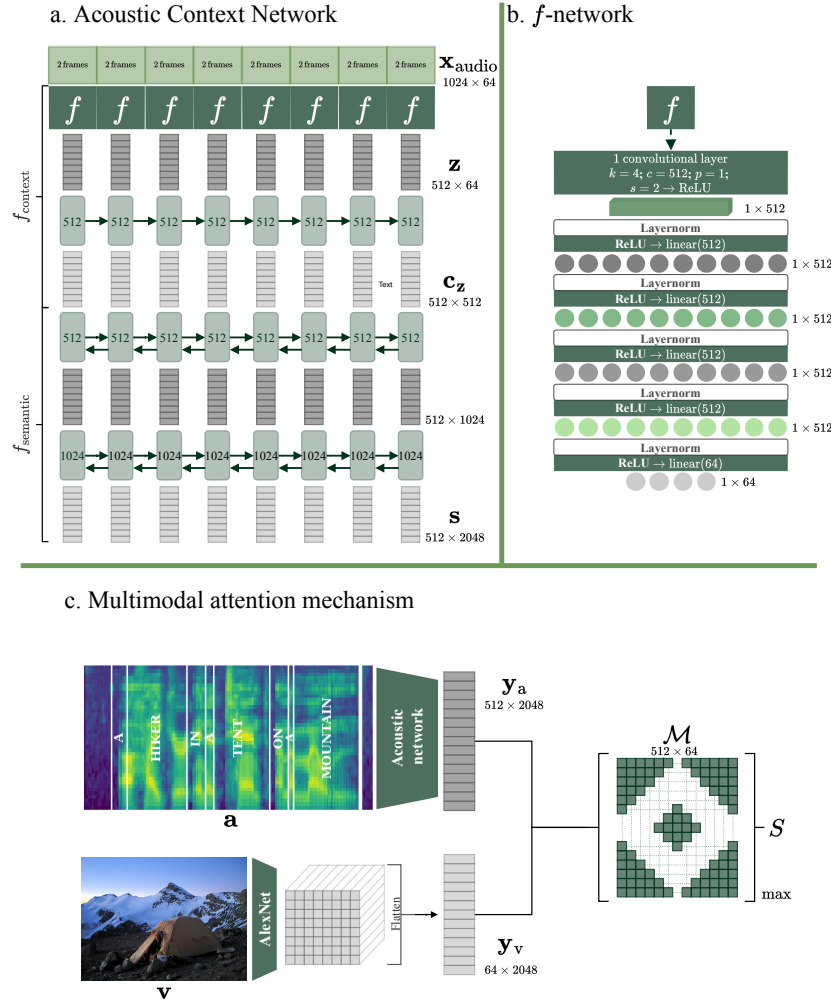 a. Acoustic Context Network
2 frames 2 frames 2 frames 2 frames 2 frames 2 frames 2 frames 2 frames
x_audio
1024 × 64
f f f f f f f f
z
512 × 64
f_context
512 512 512 512 512 512 512 512
Text
c_z
512 × 512
512 512 512 512 512 512 512 512
512 × 1024
f_semantic
1024 1024 1024 1024 1024 1024 1024 1024
s
512 × 2048
b. f-network
f
1 convolutional layer
k = 4; c = 512; p = 1;
s = 2 → ReLU
1 × 512
Layernorm
ReLU → linear(512)
1 × 512
Layernorm
ReLU → linear(512)
1 × 512
Layernorm
ReLU → linear(512)
1 × 512
Layernorm
ReLU → linear(512)
1 × 512
Layernorm
ReLU → linear(64)
1 × 64
c. Multimodal attention mechanism
A HIKER IN A TENT ON A MOUNTAIN
a
Acoustic
network
y_a
512 × 2048
M
512 × 64
S
max
AlexNet
Flatten
v
y_v
64 × 2048